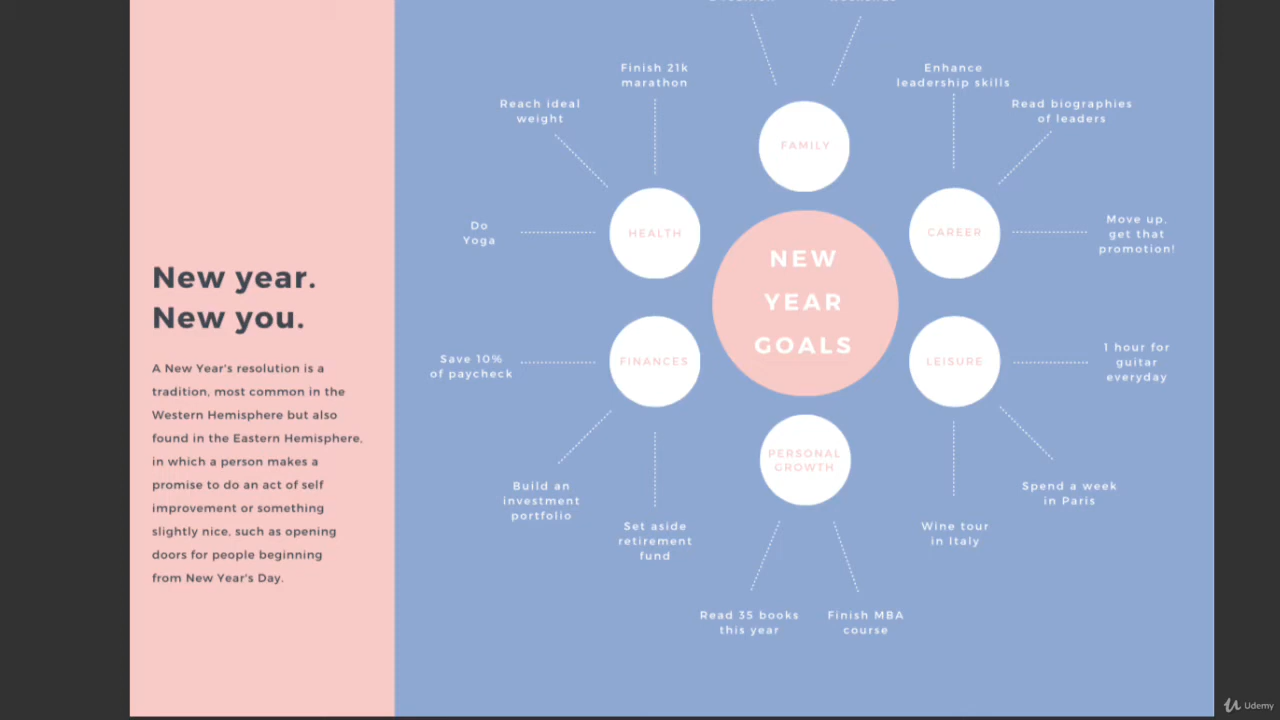 New year.
New you.
A New Year's resolution is a
tradition, most common in the
Western Hemisphere but also
found in the Eastern Hemisphere,
in which a person makes a
promise to do an act of self
improvement or something
slightly nice, such as opening
doors for people beginning
from New Year's Day.
NEW
YEAR
GOALS
FAMILY
CAREER
Enhance
leadership skills
Read biographies
of leaders
Move up,
get that
promotion!
LEISURE
1 hour for
guitar
everyday
Spend a week
in Paris
Wine tour
in Italy
PERSONAL
GROWTH
Finish MBA
course
Read 35 books
this year
FINANCES
Set aside
retirement
fund
Build an
investment
portfolio
Save 10%
of paycheck
HEALTH
Do
Yoga
Reach ideal
weight
Finish 21k
marathon
Udemy